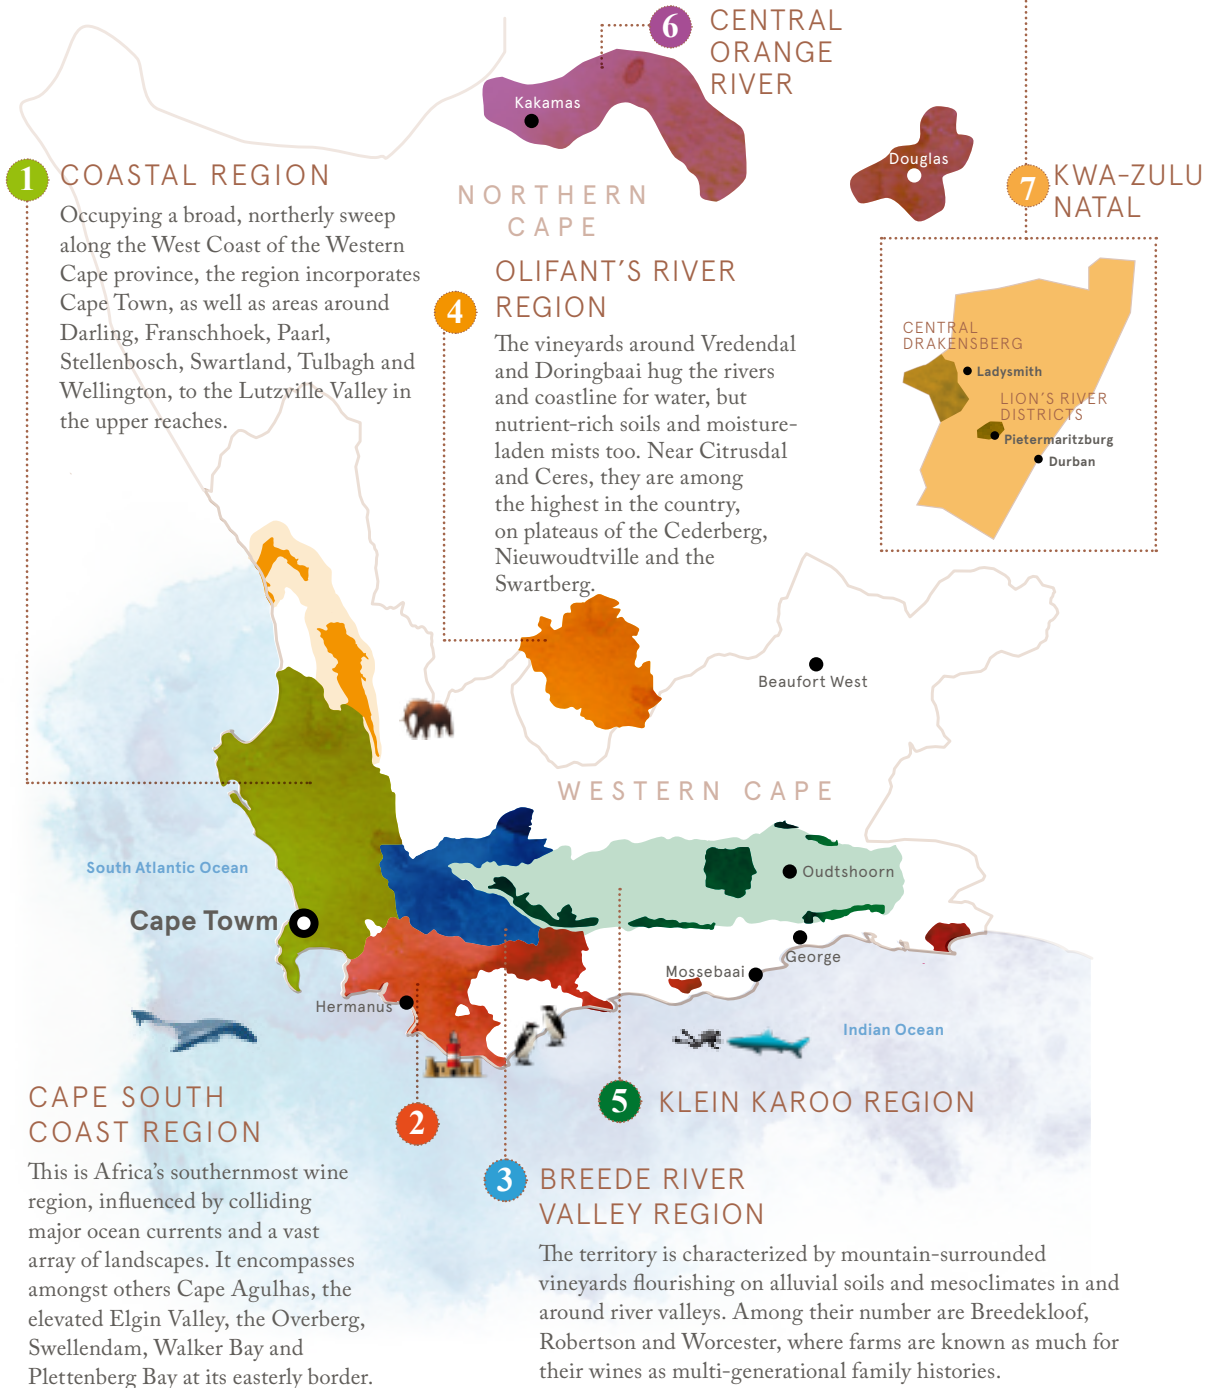 6
CENTRAL
ORANGE
RIVER
Kakamas
Douglas
1
COASTAL REGION
Occupying a broad, northerly sweep
along the West Coast of the Western
Cape province, the region incorporates
Cape Town, as well as areas around
Darling, Franschhoek, Paarl,
Stellenbosch, Swartland, Tulbagh and
Wellington, to the Lutzville Valley in
the upper reaches.
NORTHERN
CAPE
7
KWA-ZULU
NATAL
CENTRAL
DRAKENSBERG
Ladysmith
LION'S RIVER
DISTRICTS
Pietermaritzburg
Durban
4
OLIFANT'S RIVER
REGION
The vineyards around Vredendal
and Doringbaai hug the rivers
and coastline for water, but
nutrient-rich soils and moisture-
laden mists too. Near Citrusdal
and Ceres, they are among
the highest in the country,
on plateaus of the Cederberg,
Nieuwoudtville and the
Swartberg.
Beaufort West
WESTERN CAPE
South Atlantic Ocean
Oudtshoorn
Cape Towm
George
Mossebaai
Hermanus
Indian Ocean
CAPE SOUTH
COAST REGION
2
This is Africa's southernmost wine
region, influenced by colliding
major ocean currents and a vast
array of landscapes. It encompasses
amongst others Cape Agulhas, the
elevated Elgin Valley, the Overberg,
Swellendam, Walker Bay and
Plettenberg Bay at its easterly border.
5
KLEIN KAROO REGION
3
BREEDE RIVER
VALLEY REGION
The territory is characterized by mountain-surrounded
vineyards flourishing on alluvial soils and mesoclimates in and
around river valleys. Among their number are Breedekloof,
Robertson and Worcester, where farms are known as much for
their wines as multi-generational family histories.